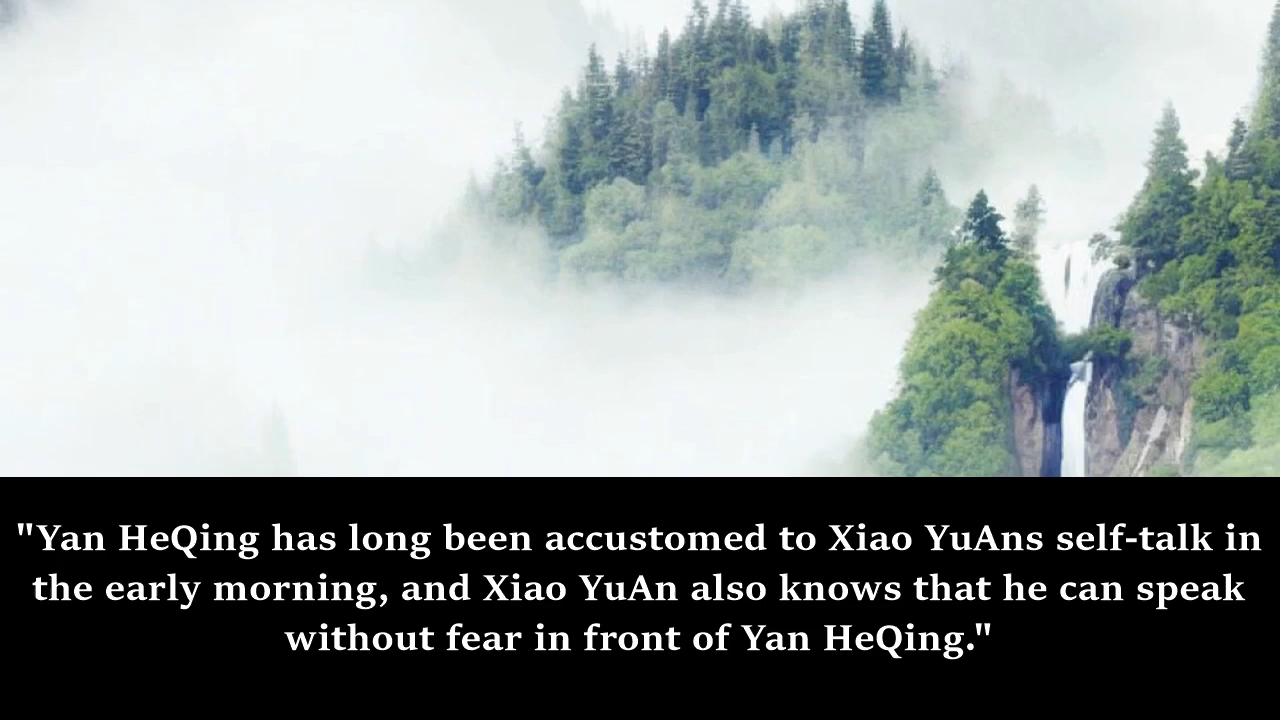 "Yan HeQing has long been accustomed to Xiao YuAns self-talk in
the early morning, and Xiao YuAn also knows that he can speak
without fear in front of Yan HeQing."